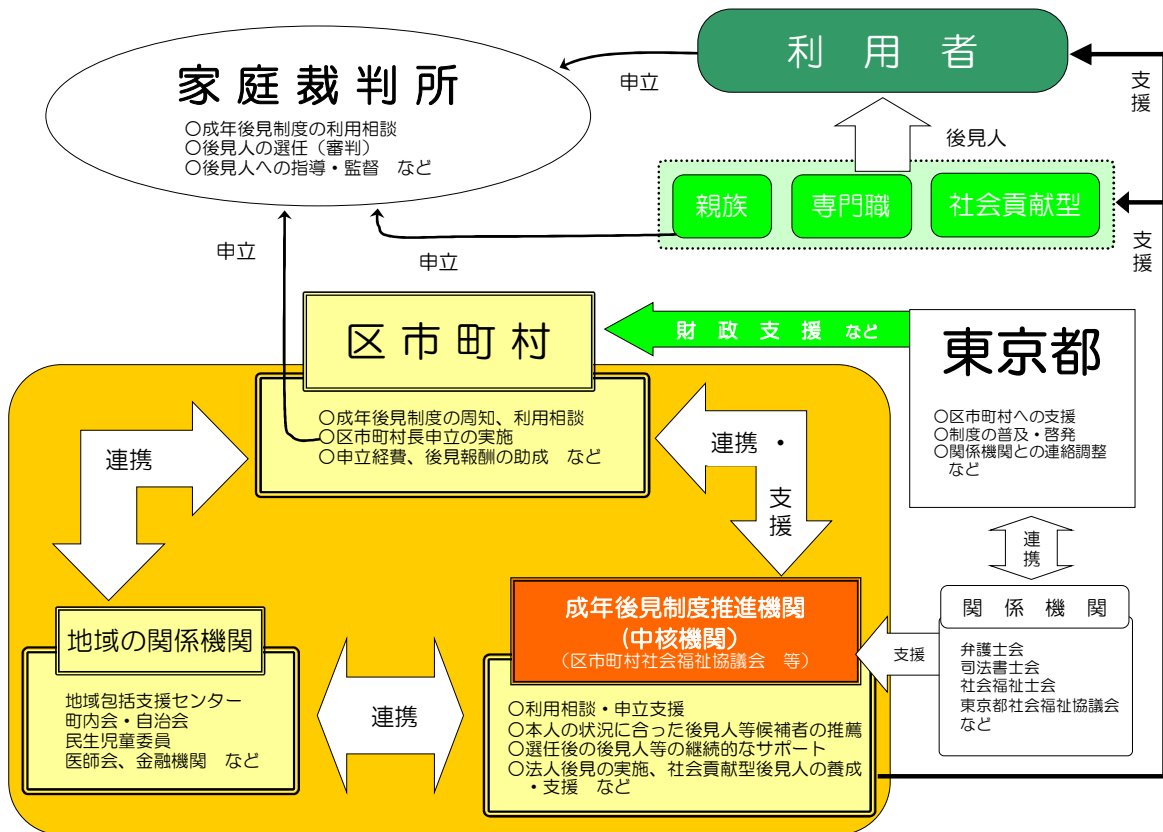 利用者
家庭裁判所
○成年後見制度の利用相談
○後見人の選任（審判）
○後見人への指導・監督　など
申立
支援
後見人
親族
専門職
社会貢献型
支援
申立
申立
区市町村
○成年後見制度の周知、利用相談
○区市町村長申立の実施
○申立経費、後見報酬の助成　など
財政支援など
東京都
○区市町村への支援
○制度の普及・啓発
○関係機関との連絡調整
など
連携
連携・
支援
連携
関係機関
弁護士会
司法書士会
社会福祉士会
東京都社会福祉協議会
など
支援
地域の関係機関
地域包括支援センター
町内会・自治会
民生児童委員
医師会、金融機関　など
連携
成年後見制度推進機関
(中核機関）
（区市町村社会福祉協議会　等）
○利用相談・申立支援
○本人の状況に合った後見人等候補者の推薦
○選任後の後見人等の継続的なサポート
○法人後見の実施、社会貢献型後見人の養成
・支援　など